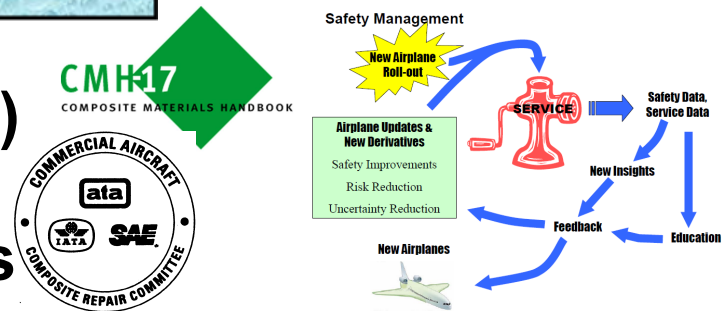 Safety Management
New Airplane
Roll-out
CMH-17
COMPOSITE MATERIALS HANDBOOK
)
SERVICE
Safety Data,
Service Data
Airplane Updates &
New Derivatives
Safety Improvements
Risk Reduction
Uncertainty Reduction
New Insights
Feedback
Education
New Airplanes
COMMERCIAL AIRCRAFT
ata
IATA
SAE
COMPOSITE REPAIR COMMITTEE
s